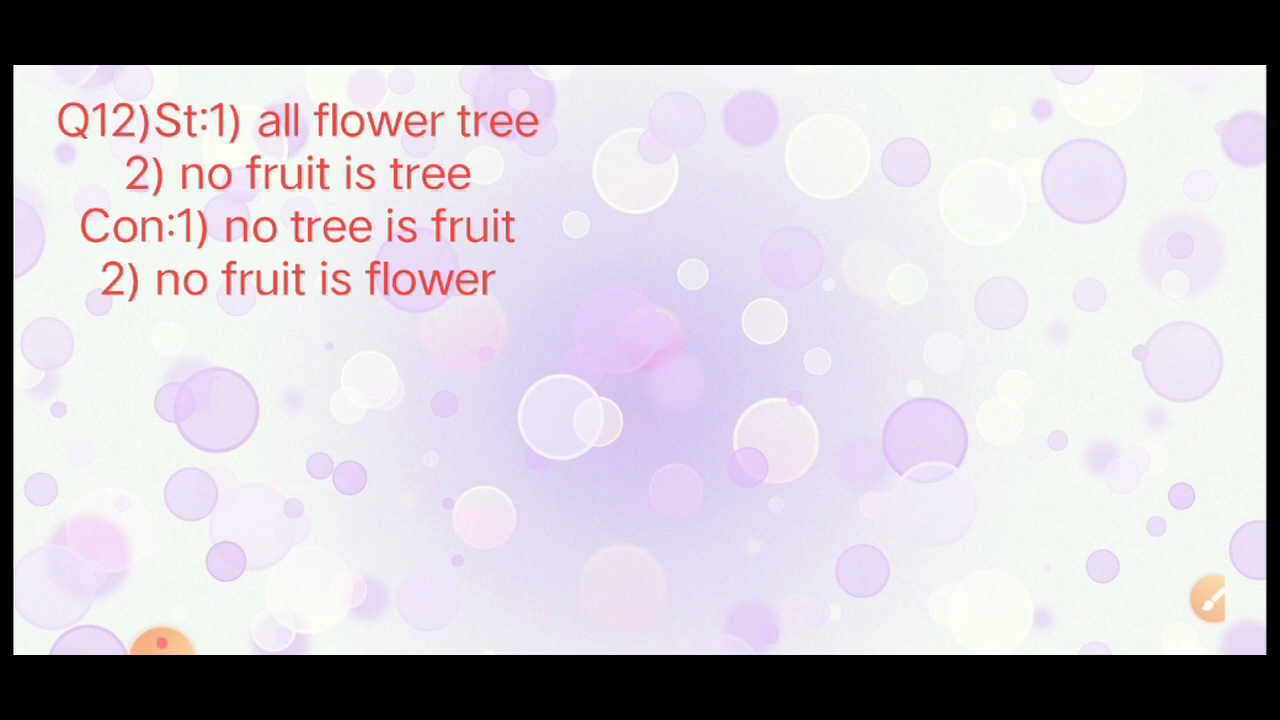 Q12)St:1) all flower tree
2) no fruit is tree
Con:1) no tree is fruit
2) no fruit is flower